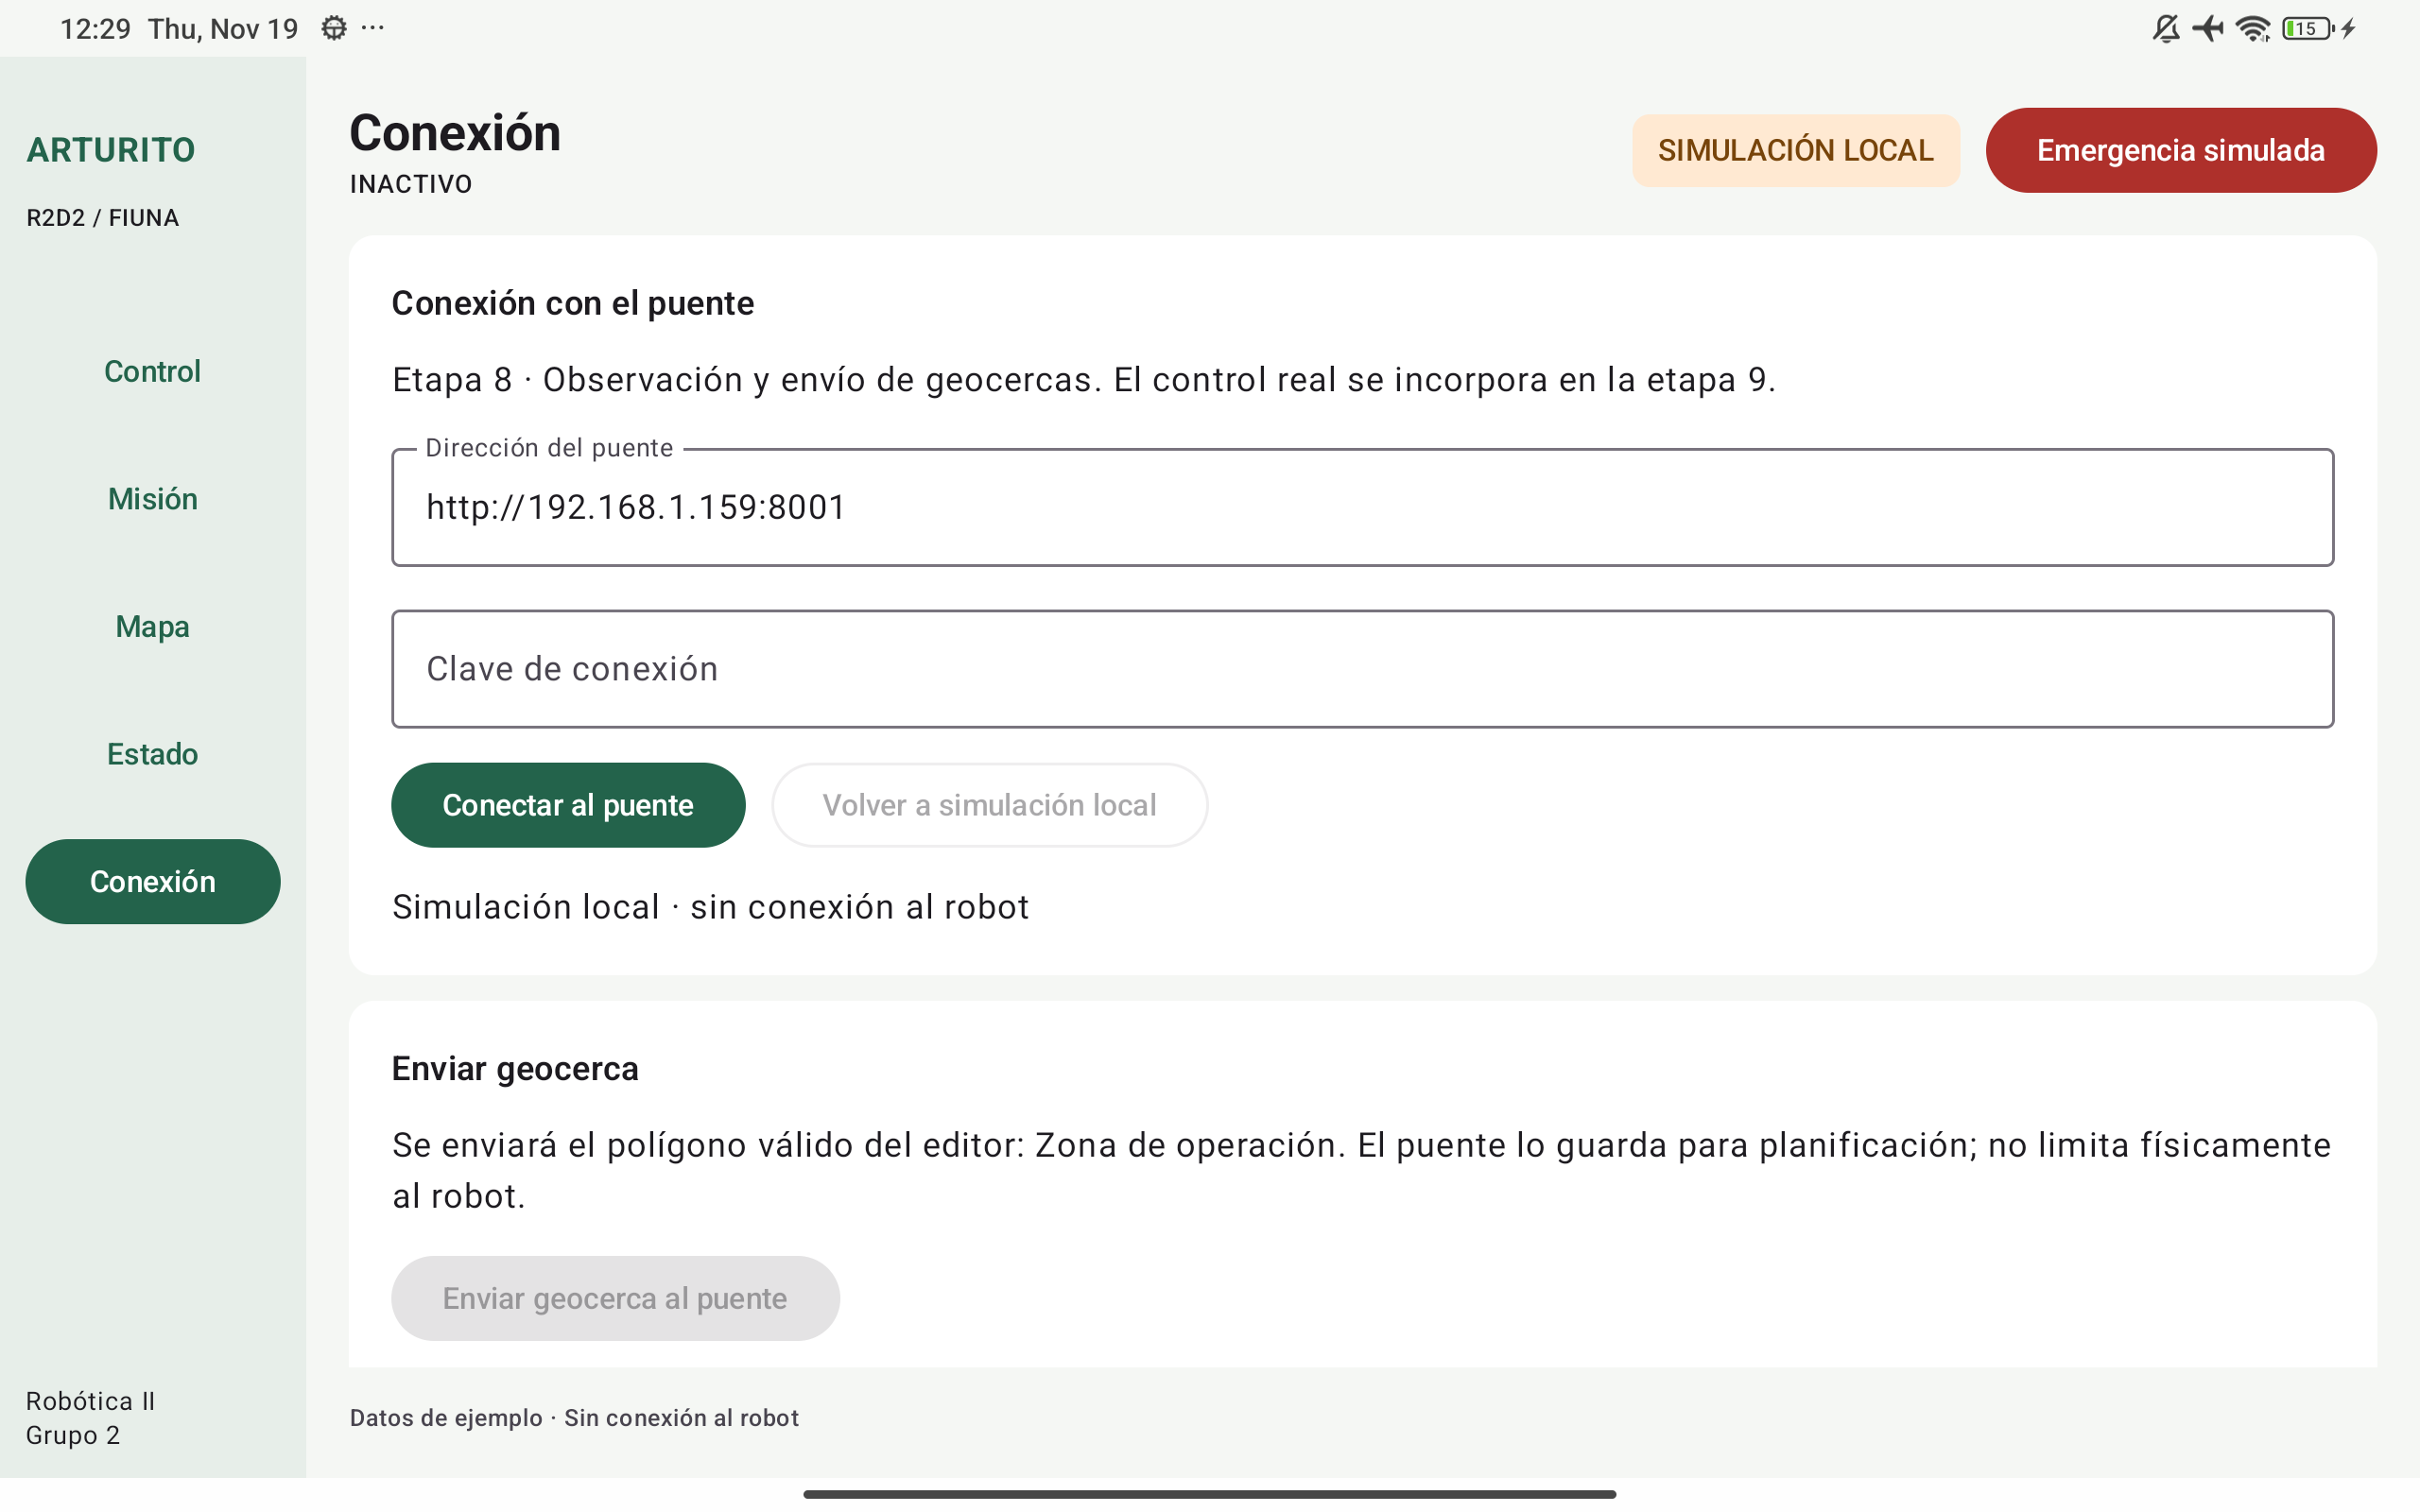 12:29 Thu, Nov 19 ...
15
ARTURITO
R2D2 / FIUNA
Control
Misión
Mapa
Estado
Conexión
Robótica II
Grupo 2
Conexión
INACTIVO
SIMULACIÓN LOCAL
Emergencia simulada
Conexión con el puente
Etapa 8 · Observación y envío de geocercas. El control real se incorpora en la etapa 9.
Dirección del puente
http://192.168.1.159:8001
Clave de conexión
Conectar al puente
Volver a simulación local
Simulación local · sin conexión al robot
Enviar geocerca
Se enviará el polígono válido del editor: Zona de operación. El puente lo guarda para planificación; no limita físicamente
al robot.
Enviar geocerca al puente
Datos de ejemplo · Sin conexión al robot